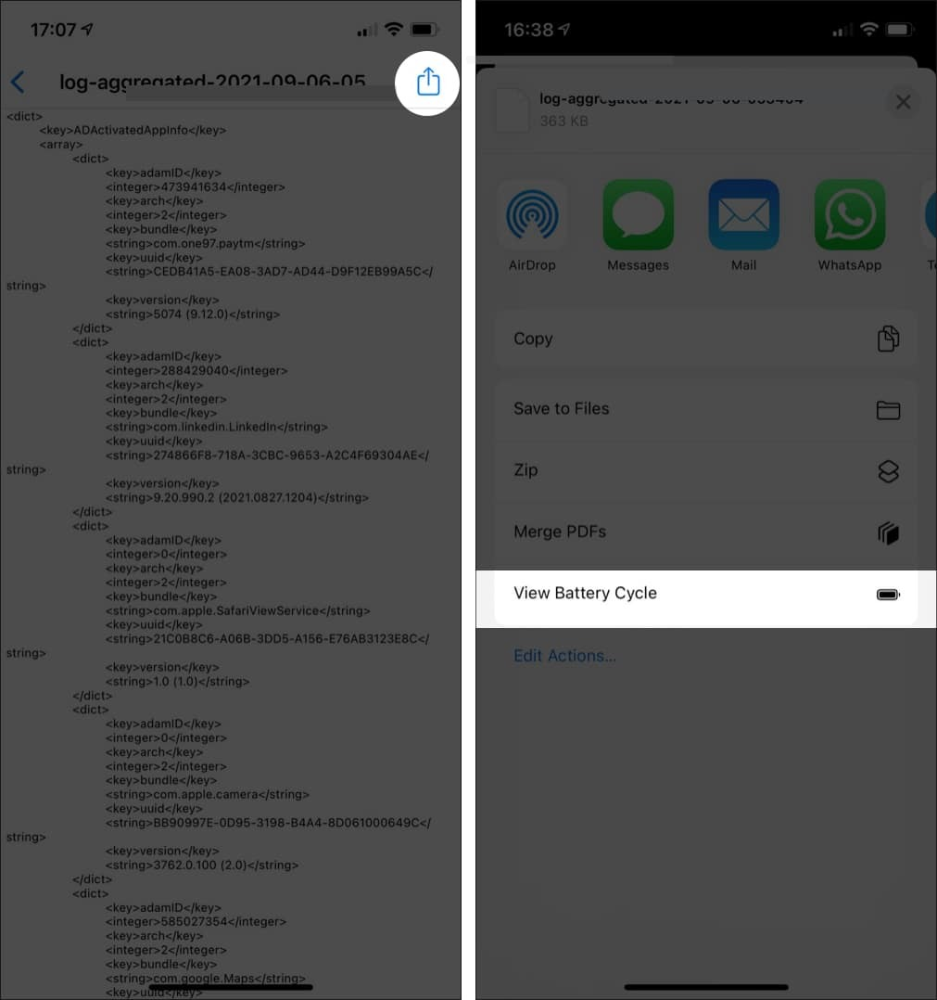 17:07
log-aggregated-2021-09-06-05
<dict>
<key>ADActivatedAppInfo</key>
<array>
<dict>
<key>adamID</key>
<integer>473941634</integer>
<key>arch</key>
<integer>2</integer>
<key>bundle</key>
<string>com.one97.paytm</string>
<key>uuid</key>
<string>CEDB41A5-EA08-3AD7-AD44-D9F12EB99A5C</
string>
<key>version</key>
<string>5074 (9.12.0)</string>
</dict>
<dict>
<key>adamID</key>
<integer>288429040</integer>
<key>arch</key>
<integer>2</integer>
<key>bundle</key>
<string>com.linkedin.LinkedIn</string>
<key>uuid</key>
<string>274866F8-718A-3CBC-9653-A2C4F69304AE</
string>
<key>version</key>
<string>9.20.990.2 (2021.0827.1204)</string>
</dict>
<dict>
<key>adamID</key>
<integer>0</integer>
<key>arch</key>
<integer>2</integer>
<key>bundle</key>
<string>com.apple.SafariViewService</string>
<key>uuid</key>
<string>21C0B8C6-A06B-3DD5-A156-E76AB3123E8C</
string>
<key>version</key>
<string>1.0 (1.0)</string>
</dict>
<dict>
<key>adamID</key>
<integer>0</integer>
<key>arch</key>
<integer>2</integer>
<key>bundle</key>
<string>com.apple.camera</string>
<key>uuid</key>
<string>BB90997E-0D95-3198-B4A4-8D061000649C</
string>
<key>version</key>
<string>3762.0.100 (2.0)</string>
</dict>
<dict>
<key>adamID</key>
<integer>585027354</integer>
<key>arch</key>
<integer>2</integer>
<key>bundle</key>
<string>com.google.Maps</string>
<key>uuid</key>
16:38
363 KB
AirDrop
Messages
Mail
WhatsApp
Copy
Save to Files
Zip
Merge PDFs
View Battery Cycle
Edit Actions...